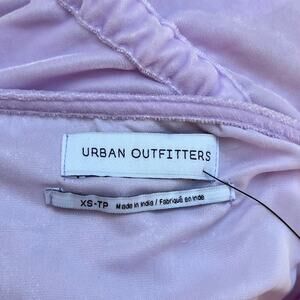 URBAN OUTFITTERS
XS-TP Made in India / Fabriqué en Inde